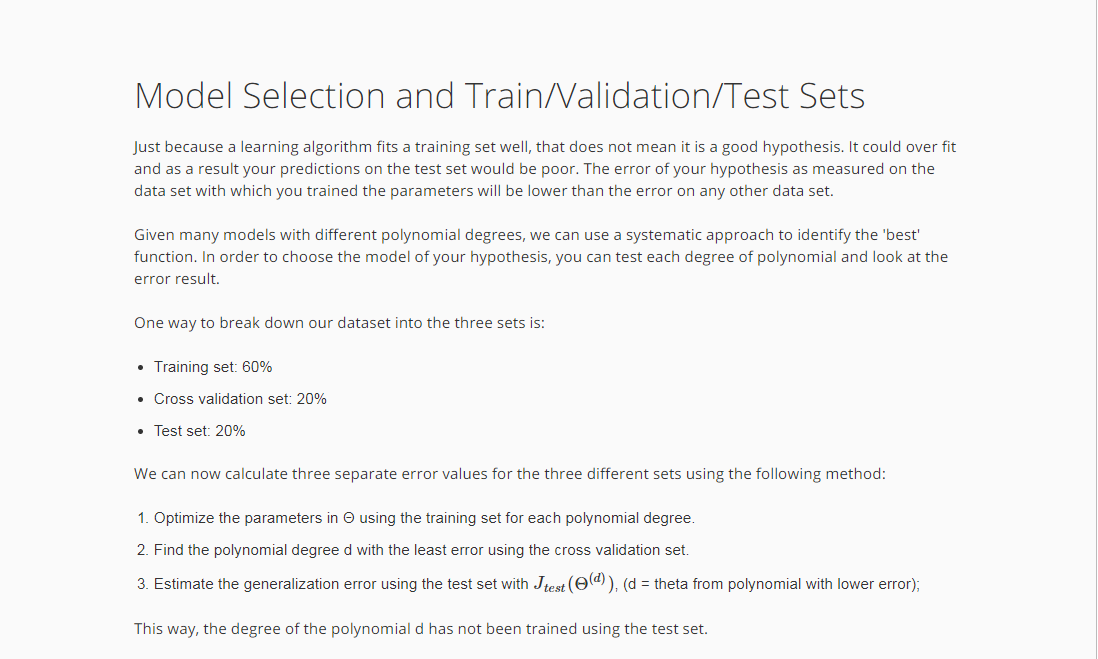 Model Selection and Train/Validation/Test Sets
Just because a learning algorithm fits a training set well, that does not mean it is a good hypothesis. It could over fit
and as a result your predictions on the test set would be poor. The error of your hypothesis as measured on the
data set with which you trained the parameters will be lower than the error on any other data set.
Given many models with different polynomial degrees, we can use a systematic approach to identify the 'best'
function. In order to choose the model of your hypothesis, you can test each degree of polynomial and look at the
error result.
One way to break down our dataset into the three sets is:
• Training set: 60%
• Cross validation set: 20%
• Test set: 20%
We can now calculate three separate error values for the three different sets using the following method:
1. Optimize the parameters in Θ using the training set for each polynomial degree.
2. Find the polynomial degree d with the least error using the cross validation set.
3. Estimate the generalization error using the test set with $J_{test}(\Theta^{(d)})$, (d = theta from polynomial with lower error);
This way, the degree of the polynomial d has not been trained using the test set.